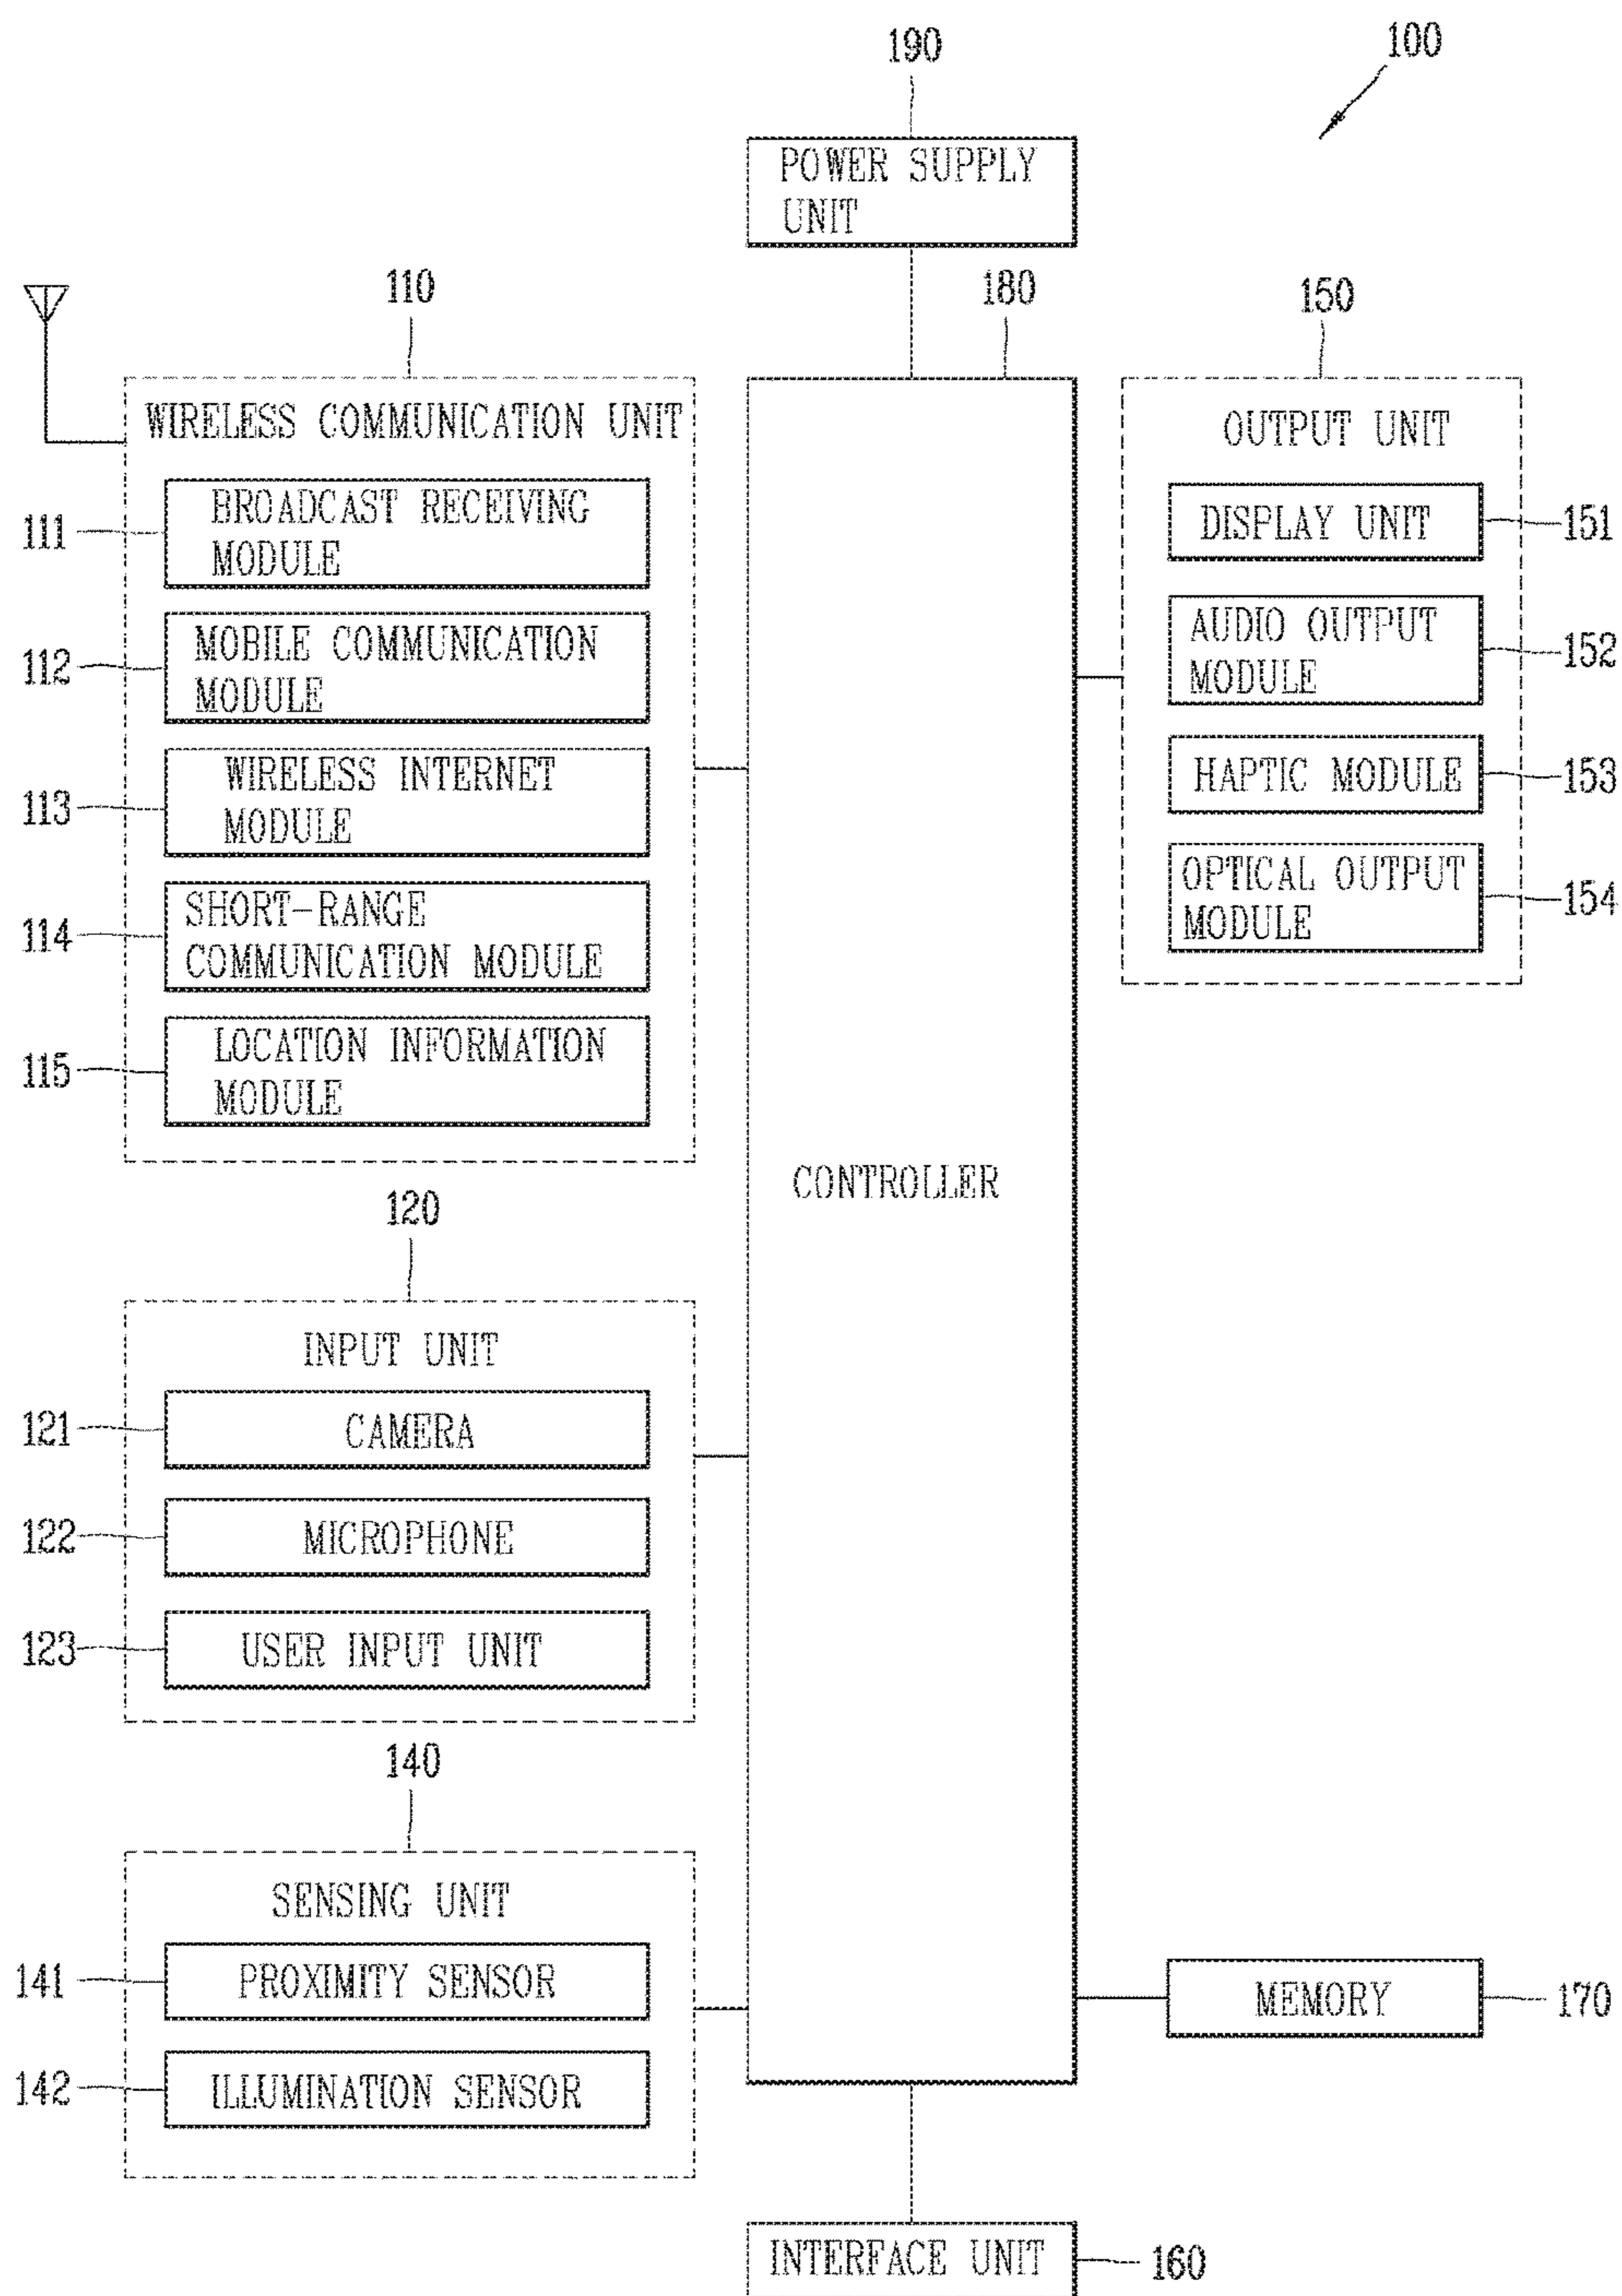 100
190
POWER SUPPLY
UNIT
110
180
150
WIRELESS COMMUNICATION UNIT
OUTPUT UNIT
111
BROADCAST RECEIVING
MODULE
112
MOBILE COMMUNICATION
MODULE
113
WIRELESS INTERNET
MODULE
114
SHORT-RANGE
COMMUNICATION MODULE
115
LOCATION INFORMATION
MODULE
DISPLAY UNIT
151
AUDIO OUTPUT
MODULE
152
HAPTIC MODULE
153
OPTICAL OUTPUT
MODULE
154
CONTROLLER
120
INPUT UNIT
121
CAMERA
122
MICROPHONE
123
USER INPUT UNIT
140
SENSING UNIT
141
PROXIMITY SENSOR
142
ILLUMINATION SENSOR
MEMORY
170
INTERFACE UNIT
160